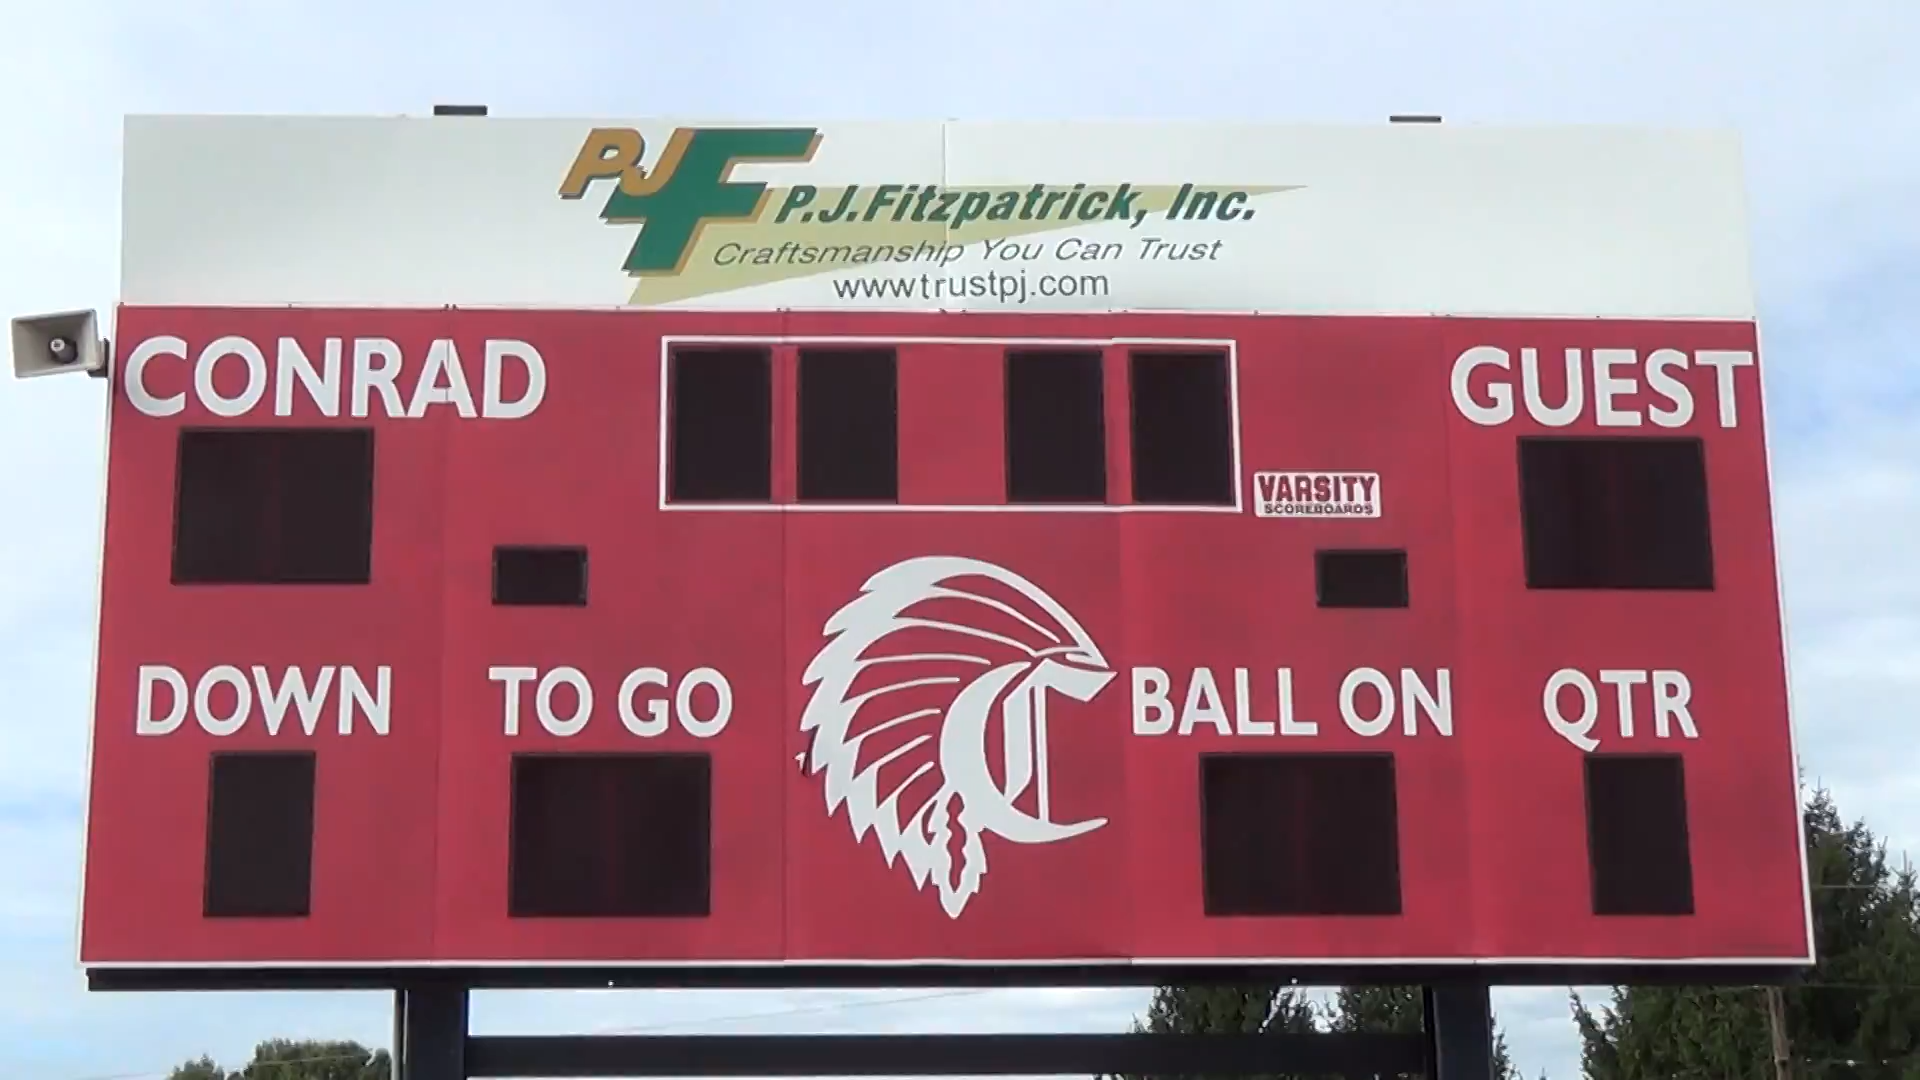 PJF
P.J.Fitzpatrick, Inc.
Craftsmanship You Can Trust
www.trustpj.com
CONRAD
GUEST
VARSITY
SCOREBOARDS
DOWN
TO GO
C
BALL ON
QTR